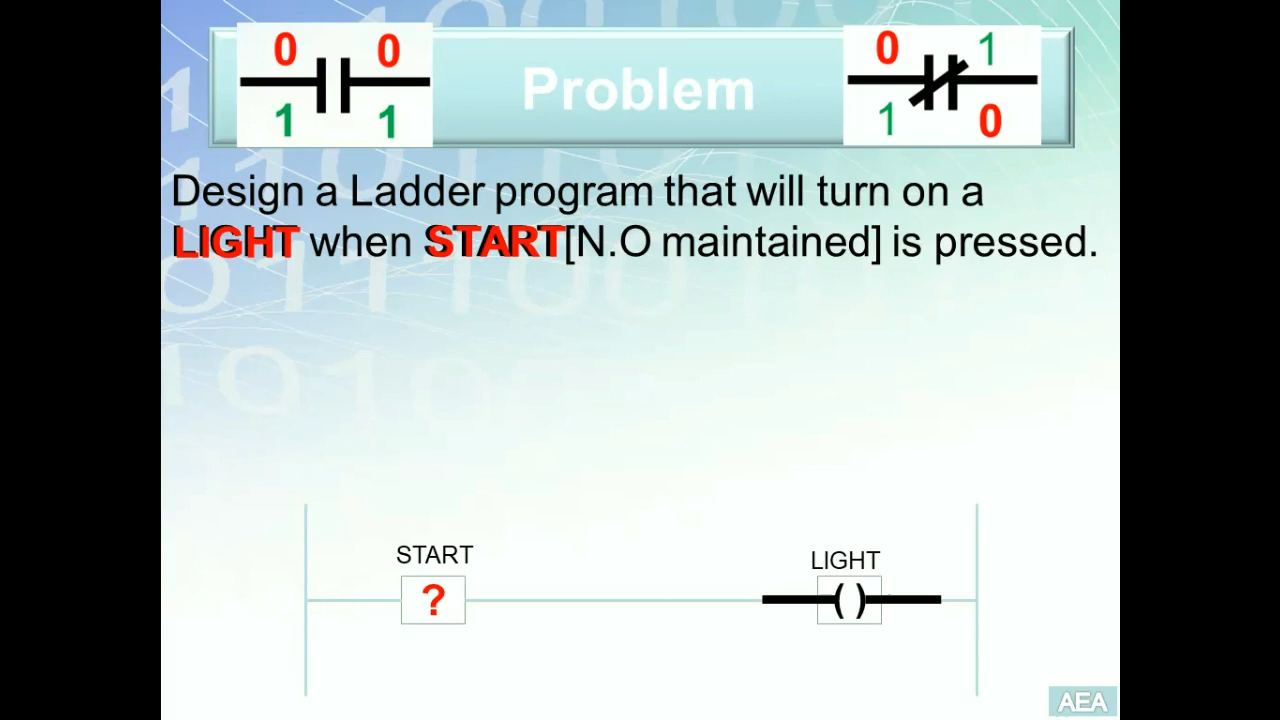 0 0
1 1
Problem
0 1
1 0
Design a Ladder program that will turn on a
LIGHT when START[N.O maintained] is pressed.
START
?
LIGHT
( )
AEA